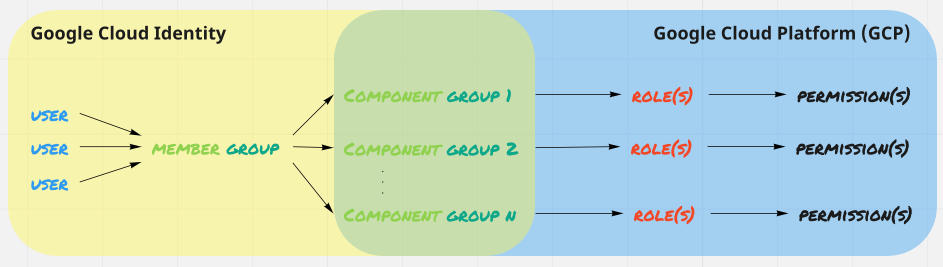 Google Cloud Identity
Google Cloud Platform (GCP)
USER
USER
USER
MEMBER GROUP
COMPONENT GROUP 1
COMPONENT GROUP 2
COMPONENT GROUP N
ROLE(S)
ROLE(S)
ROLE(S)
PERMISSION(S)
PERMISSION(S)
PERMISSION(S)